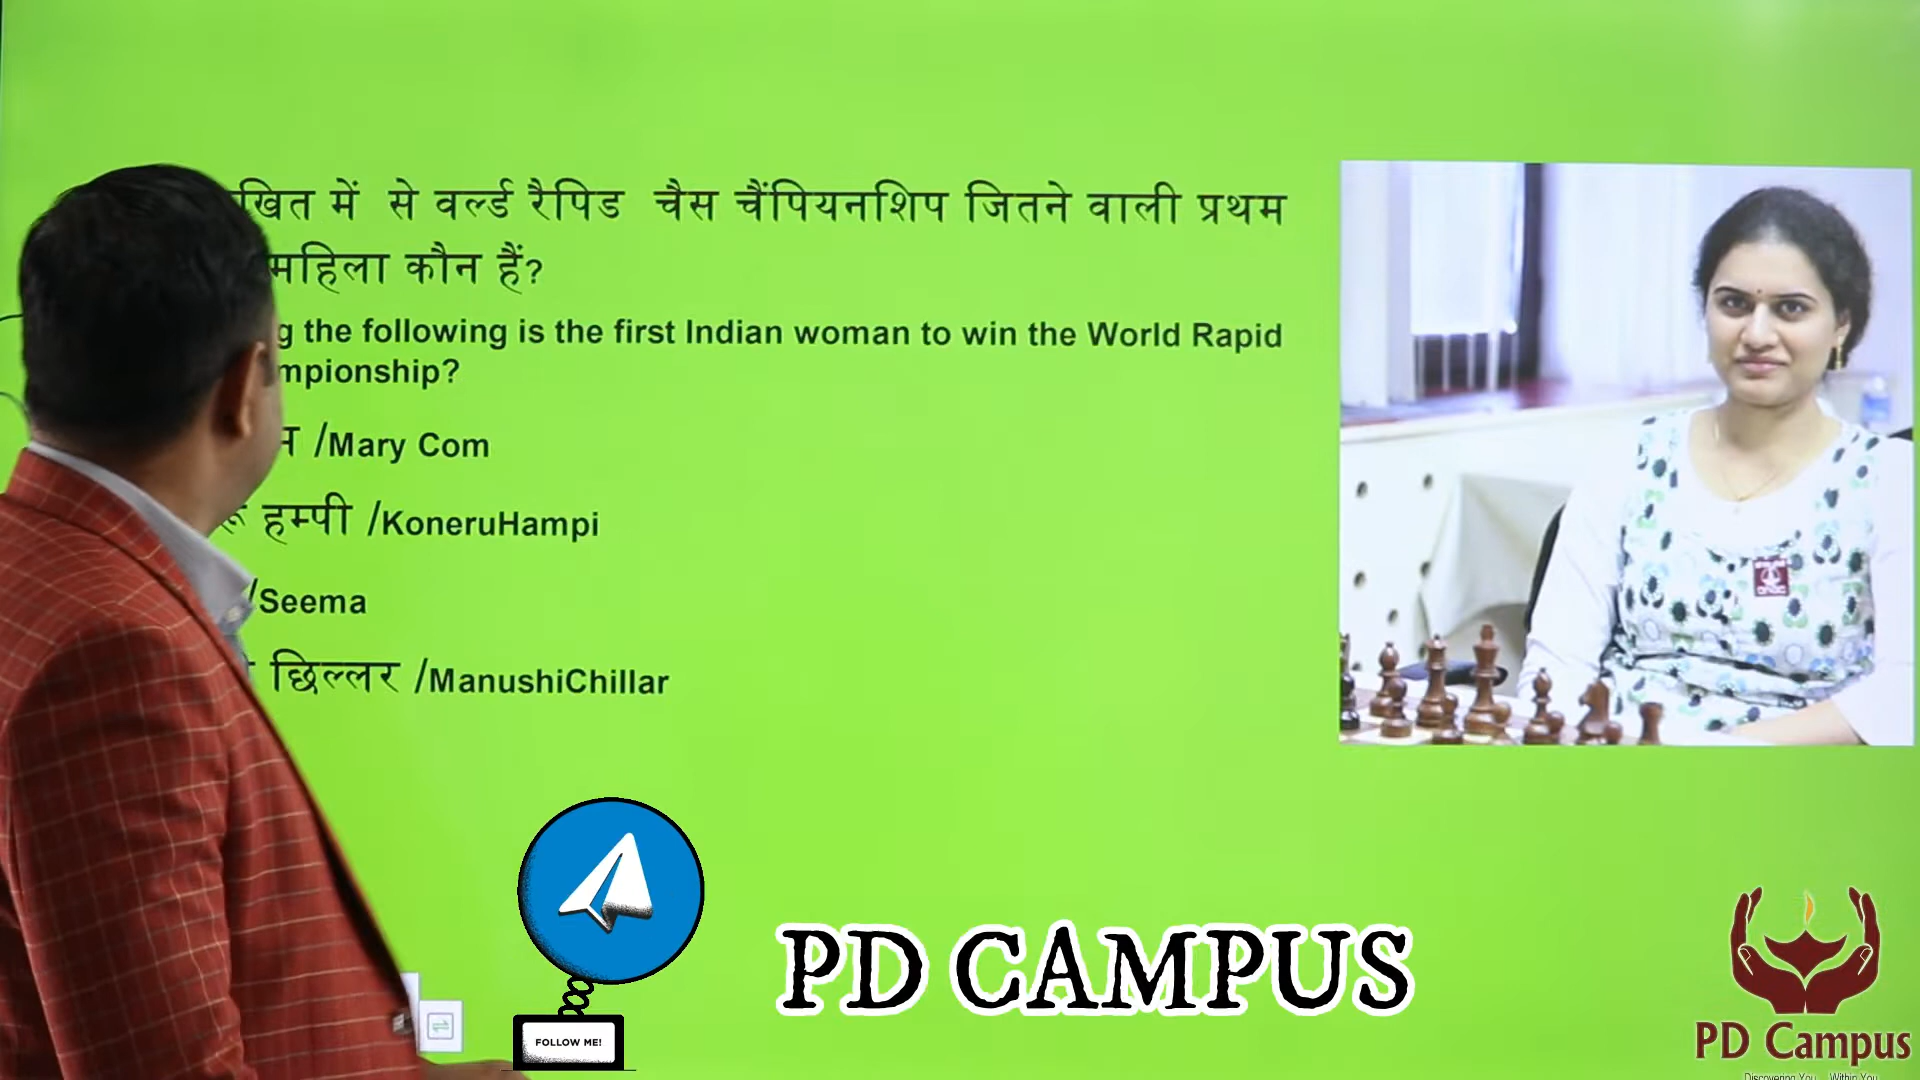 में से वर्ल्ड रैपिड चैस चैंपियनशिप जितने वाली प्रथम
महिला कौन हैं?
the following is the first Indian woman to win the World Rapid
/Mary Com
हम्पी /KoneruHampi
/Seema
छिल्लर /ManushiChillar
FOLLOW ME!
PD CAMPUS
PD Campus